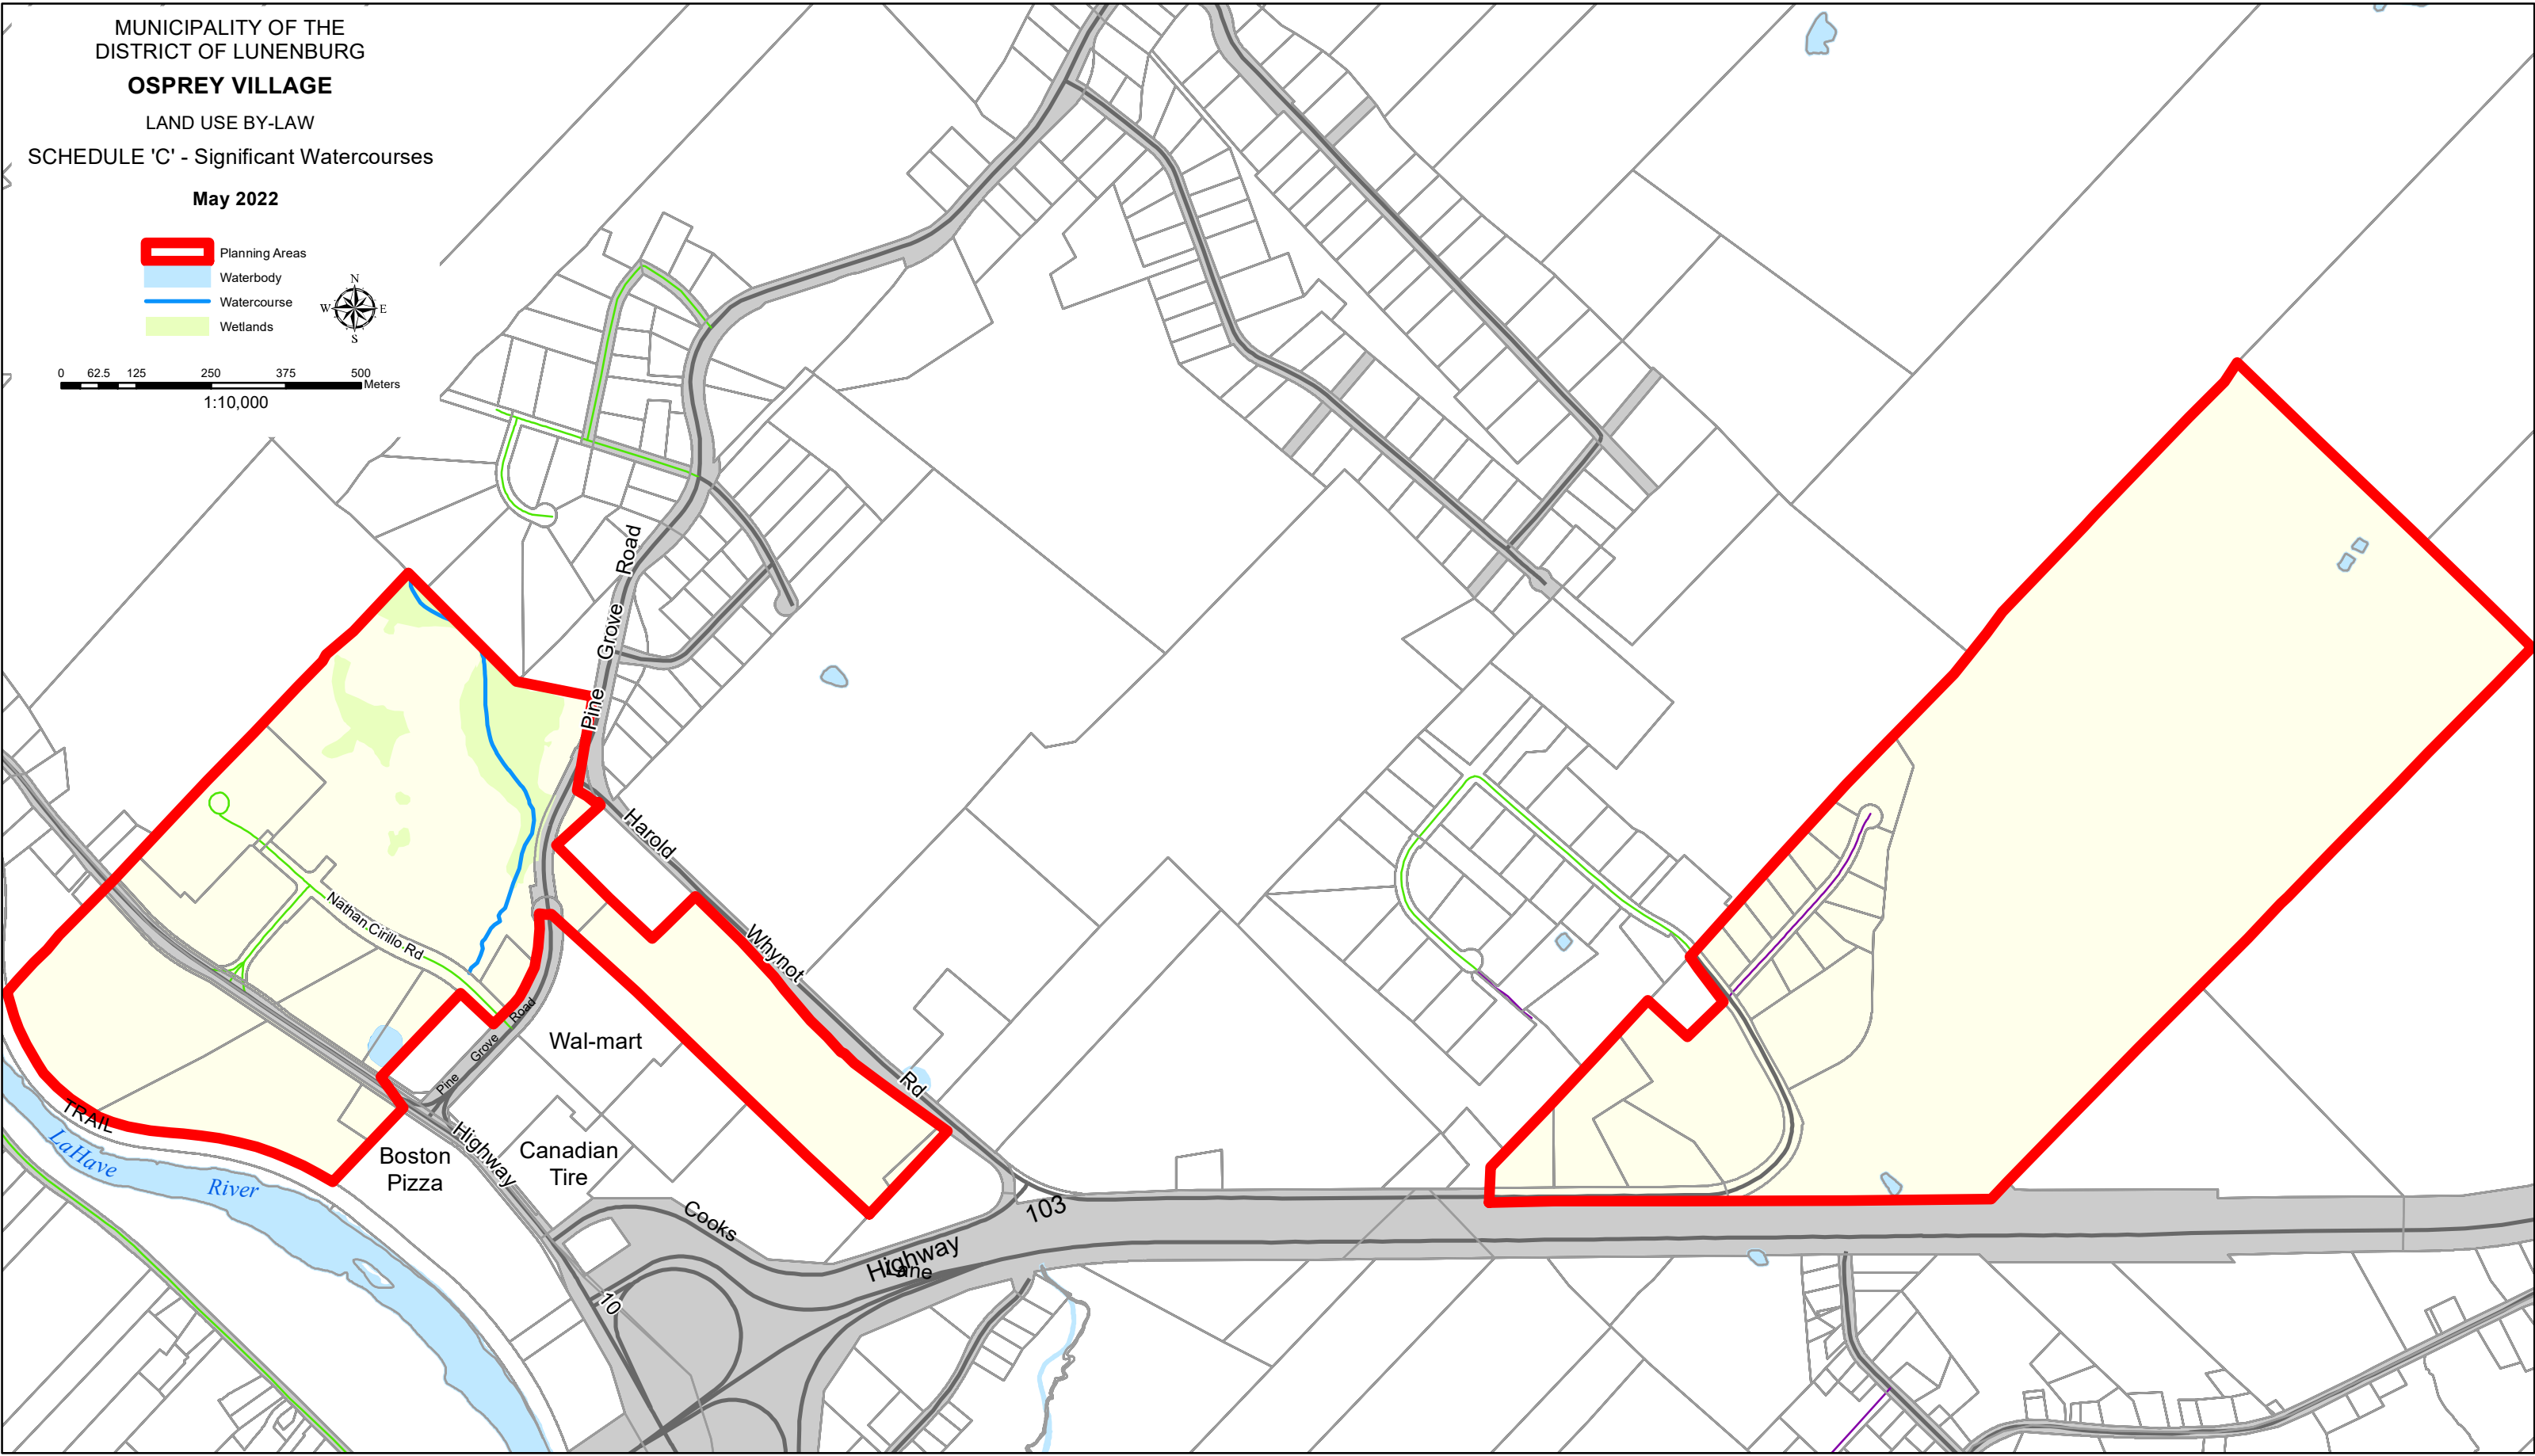 MUNICIPALITY OF THE
DISTRICT OF LUNENBURG
OSPREY VILLAGE
LAND USE BY-LAW
SCHEDULE 'C' - Significant Watercourses
May 2022
Planning Areas
Waterbody
Watercourse
Wetlands
N
W E
S
0 62.5 125 250 375 500
Meters
1:10,000
Pine Grove Road
Harold Whynot Rd
Nathan Cirillo Rd
Pine Grove Road
Wal-mart
TRAIL
LaHave River
Boston
Pizza
Canadian
Tire
Highway 10
Cooks Lane
Highway 103